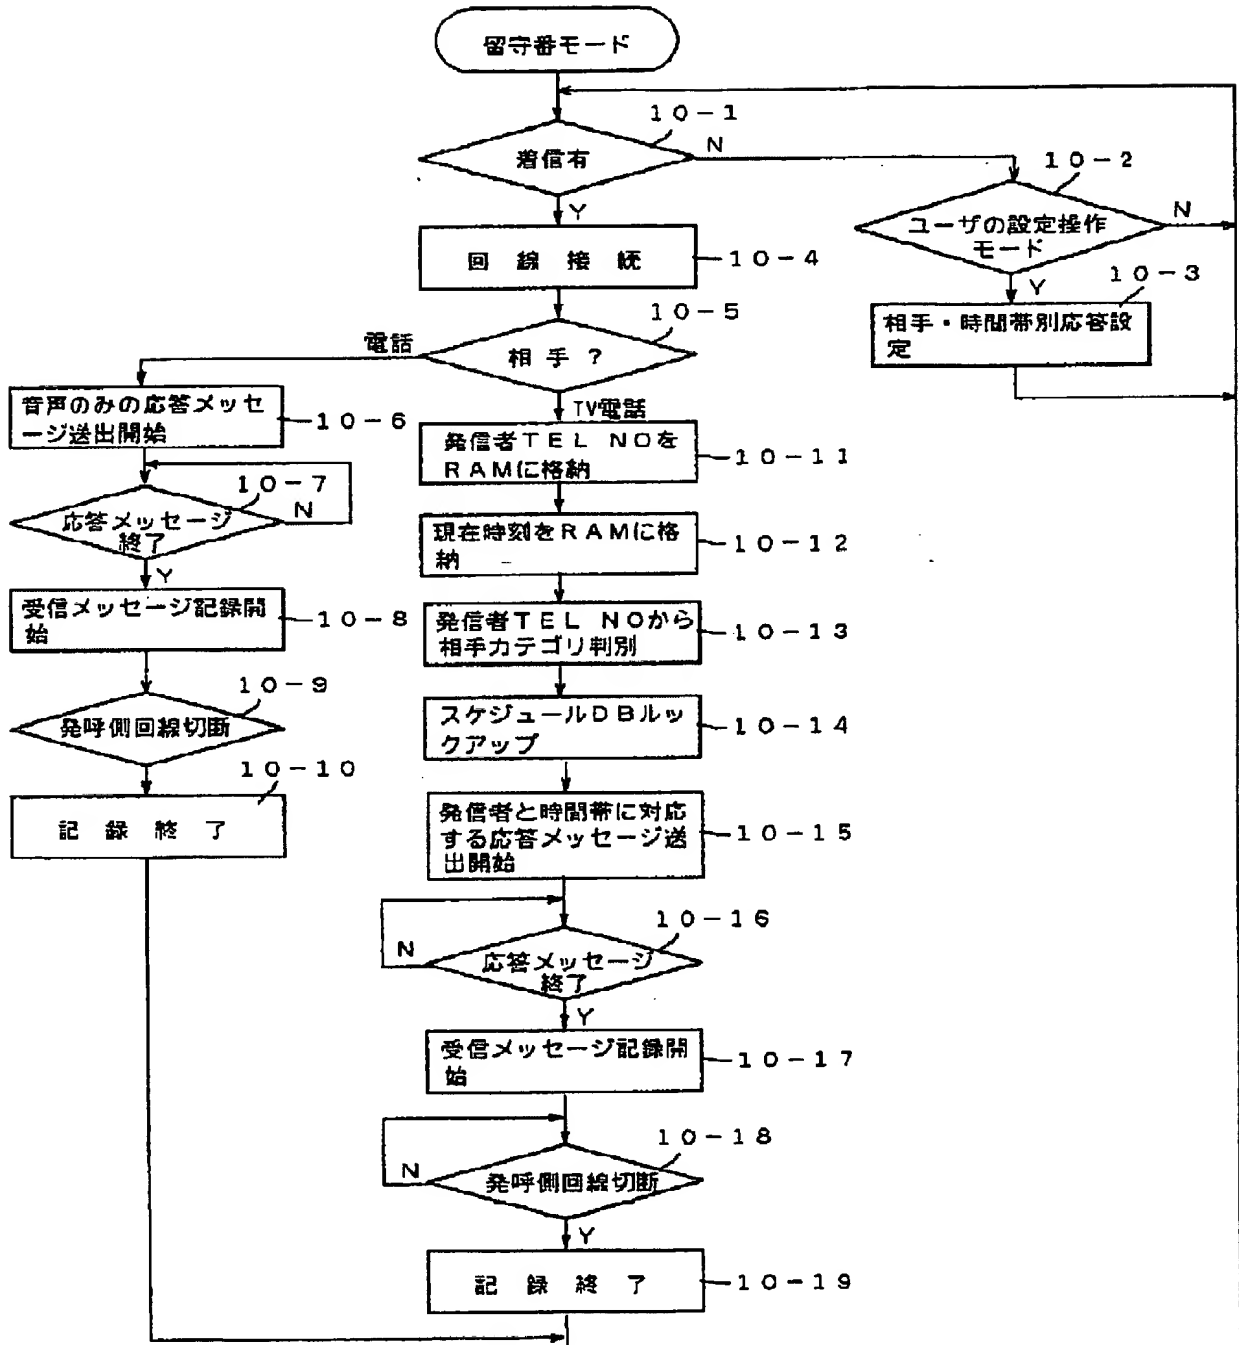 留守番モード
10-1
着信有
N
Y
10-2
ユーザの設定操作
モード
N
Y
10-3
相手・時間帯別応答設
定
回線接続
10-4
10-5
相手?
電話
TV電話
音声のみの応答メッセ
ージ送出開始
10-6
10-7
応答メッセージ
終了
N
Y
受信メッセージ記録開
始
10-8
10-9
発呼側回線切断
10-10
記録終了
発信者TEL NOを
RAMに格納
10-11
現在時刻をRAMに格
納
10-12
発信者TEL NOから
相手カテゴリ判別
10-13
スケジュールDBルッ
クアップ
10-14
発信者と時間帯に対応
する応答メッセージ送
出開始
10-15
10-16
応答メッセージ
終了
N
Y
受信メッセージ記録開
始
10-17
10-18
発呼側回線切断
N
Y
記録終了
10-19